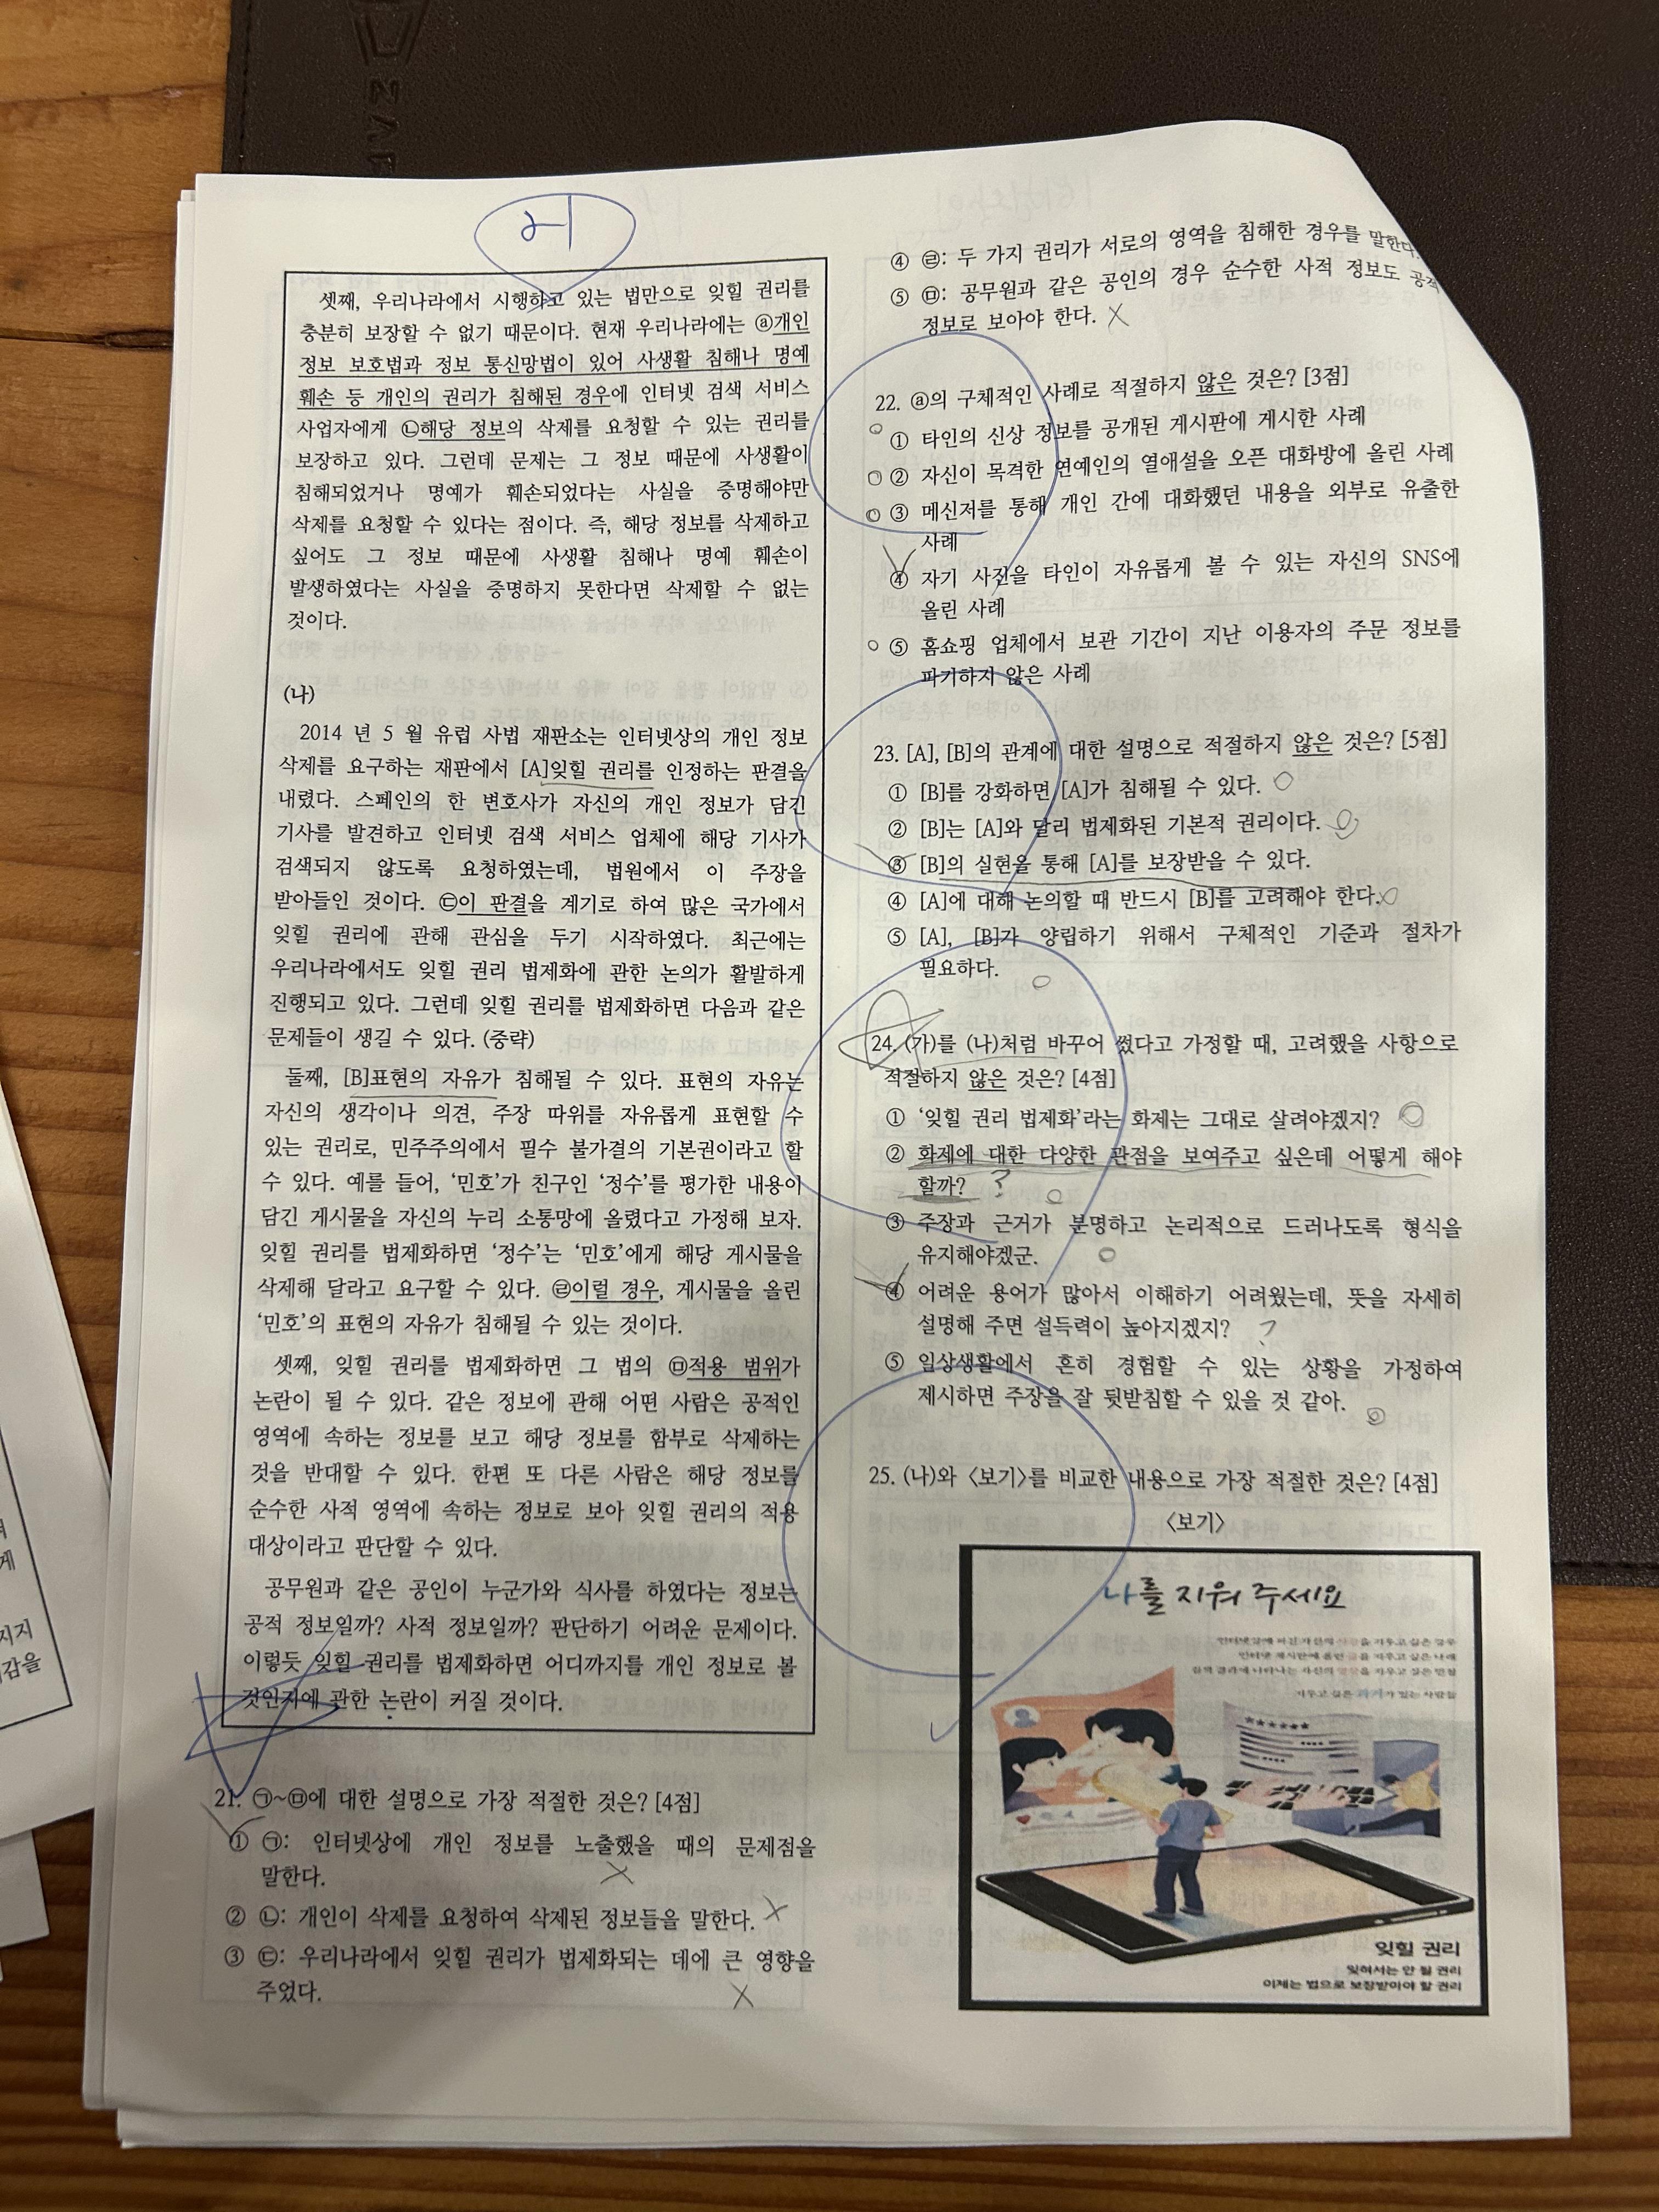 셋째, 우리나라에서 시행하고 있는 법만으로 잊힐 권리를
충분히 보장할 수 없기 때문이다. 현재 우리나라에는 ⓐ개인
정보 보호법과 정보 통신망법이 있어 사생활 침해나 명예
훼손 등 개인의 권리가 침해된 경우에 인터넷 검색 서비스
사업자에게 ㉡해당 정보의 삭제를 요청할 수 있는 권리를
보장하고 있다. 그런데 문제는 그 정보 때문에 사생활이
침해되었거나 명예가 훼손되었다는 사실을 증명해야만
삭제를 요청할 수 있다는 점이다. 즉, 해당 정보를 삭제하고
싶어도 그 정보 때문에 사생활 침해나 명예 훼손이
발생하였다는 사실을 증명하지 못한다면 삭제할 수 없는
것이다.
(나)
2014 년 5 월 유럽 사법 재판소는 인터넷상의 개인 정보
삭제를 요구하는 재판에서 [A]잊힐 권리를 인정하는 판결을
내렸다. 스페인의 한 변호사가 자신의 개인 정보가 담긴
기사를 발견하고 인터넷 검색 서비스 업체에 해당 기사가
검색되지 않도록 요청하였는데, 법원에서 이 주장을
받아들인 것이다. ㉢이 판결을 계기로 하여 많은 국가에서
잊힐 권리에 관해 관심을 두기 시작하였다. 최근에는
우리나라에서도 잊힐 권리 법제화에 관한 논의가 활발하게
진행되고 있다. 그런데 잊힐 권리를 법제화하면 다음과 같은
문제들이 생길 수 있다. (중략)
둘째, [B]표현의 자유가 침해될 수 있다. 표현의 자유는
자신의 생각이나 의견, 주장 따위를 자유롭게 표현할 수
있는 권리로, 민주주의에서 필수 불가결의 기본권이라고 할
수 있다. 예를 들어, ‘민호’가 친구인 ‘정수’를 평가한 내용이
담긴 게시물을 자신의 누리 소통망에 올렸다고 가정해 보자.
잊힐 권리를 법제화하면 ‘정수’는 ‘민호’에게 해당 게시물을
삭제해 달라고 요구할 수 있다. ㉣이럴 경우, 게시물을 올린
‘민호’의 표현의 자유가 침해될 수 있는 것이다.
셋째, 잊힐 권리를 법제화하면 그 법의 ㉤적용 범위가
논란이 될 수 있다. 같은 정보에 관해 어떤 사람은 공적인
영역에 속하는 정보를 보고 해당 정보를 함부로 삭제하는
것을 반대할 수 있다. 한편 또 다른 사람은 해당 정보를
순수한 사적 영역에 속하는 정보로 보아 잊힐 권리의 적용
대상이라고 판단할 수 있다.
공무원과 같은 공인이 누군가와 식사를 하였다는 정보는
공적 정보일까? 사적 정보일까? 판단하기 어려운 문제이다.
이렇듯 잊힐 권리를 법제화하면 어디까지를 개인 정보로 볼
것인지에 관한 논란이 커질 것이다.
21. ㉠~㉤에 대한 설명으로 가장 적절한 것은? [4점]
① ㉠: 인터넷상에 개인 정보를 노출했을 때의 문제점을
말한다.
② ㉡: 개인이 삭제를 요청하여 삭제된 정보들을 말한다.
③ ㉢: 우리나라에서 잊힐 권리가 법제화되는 데에 큰 영향을
주었다.
④ ㉣: 두 가지 권리가 서로의 영역을 침해한 경우를 말한다.
⑤ ㉤: 공무원과 같은 공인의 경우 순수한 사적 정보도 공적
정보로 보아야 한다.
22. ⓐ의 구체적인 사례로 적절하지 않은 것은? [3점]
① 타인의 신상 정보를 공개된 게시판에 게시한 사례
② 자신이 목격한 연예인의 열애설을 오픈 대화방에 올린 사례
③ 메신저를 통해 개인 간에 대화했던 내용을 외부로 유출한
사례
④ 자기 사진을 타인이 자유롭게 볼 수 있는 자신의 SNS에
올린 사례
⑤ 홈쇼핑 업체에서 보관 기간이 지난 이용자의 주문 정보를
파기하지 않은 사례
23. [A], [B]의 관계에 대한 설명으로 적절하지 않은 것은? [5점]
① [B]를 강화하면 [A]가 침해될 수 있다.
② [B]는 [A]와 달리 법제화된 기본적 권리이다.
③ [B]의 실현을 통해 [A]를 보장받을 수 있다.
④ [A]에 대해 논의할 때 반드시 [B]를 고려해야 한다.
⑤ [A], [B]가 양립하기 위해서 구체적인 기준과 절차가
필요하다.
24. (가)를 (나)처럼 바꾸어 썼다고 가정할 때, 고려했을 사항으로
적절하지 않은 것은? [4점]
① ‘잊힐 권리 법제화’라는 화제는 그대로 살려야겠지?
② 화제에 대한 다양한 관점을 보여주고 싶은데 어떻게 해야
할까? ?
③ 주장과 근거가 분명하고 논리적으로 드러나도록 형식을
유지해야겠군.
④ 어려운 용어가 많아서 이해하기 어려웠는데, 뜻을 자세히
설명해 주면 설득력이 높아지겠지? ?
⑤ 일상생활에서 흔히 경험할 수 있는 상황을 가정하여
제시하면 주장을 잘 뒷받침할 수 있을 것 같아.
25. (나)와 〈보기〉를 비교한 내용으로 가장 적절한 것은? [4점]
〈보기〉
나를 지워 주세요
지우고 싶은 과거가 있는 사람들
잊힐 권리
잊혀서는 안 될 권리
이제는 법으로 보장받아야 할 권리